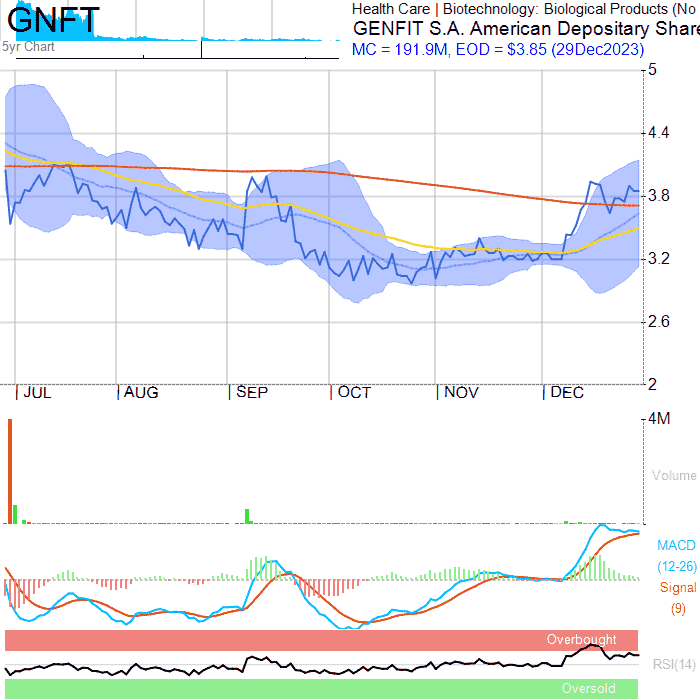 GNFT
5yr Chart
Health Care | Biotechnology: Biological Products (No
GENFIT S.A. American Depositary Share
MC = 191.9M, EOD = $3.85 (29Dec2023)
5
4.4
3.8
3.2
2.6
2
JUL AUG SEP OCT NOV DEC
4M
Volume
MACD
(12-26)
Signal
(9)
Overbought
RSI(14)
Oversold